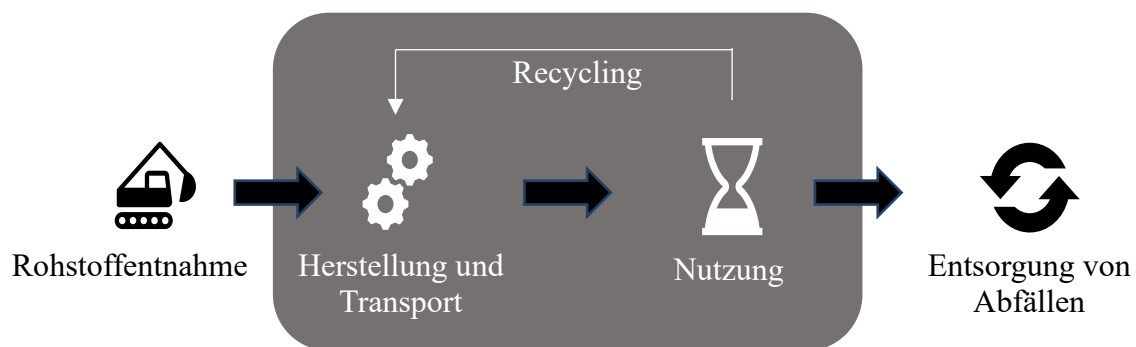 Recycling
Rohstoffentnahme
Herstellung und
Transport
Nutzung
Entsorgung von
Abfällen